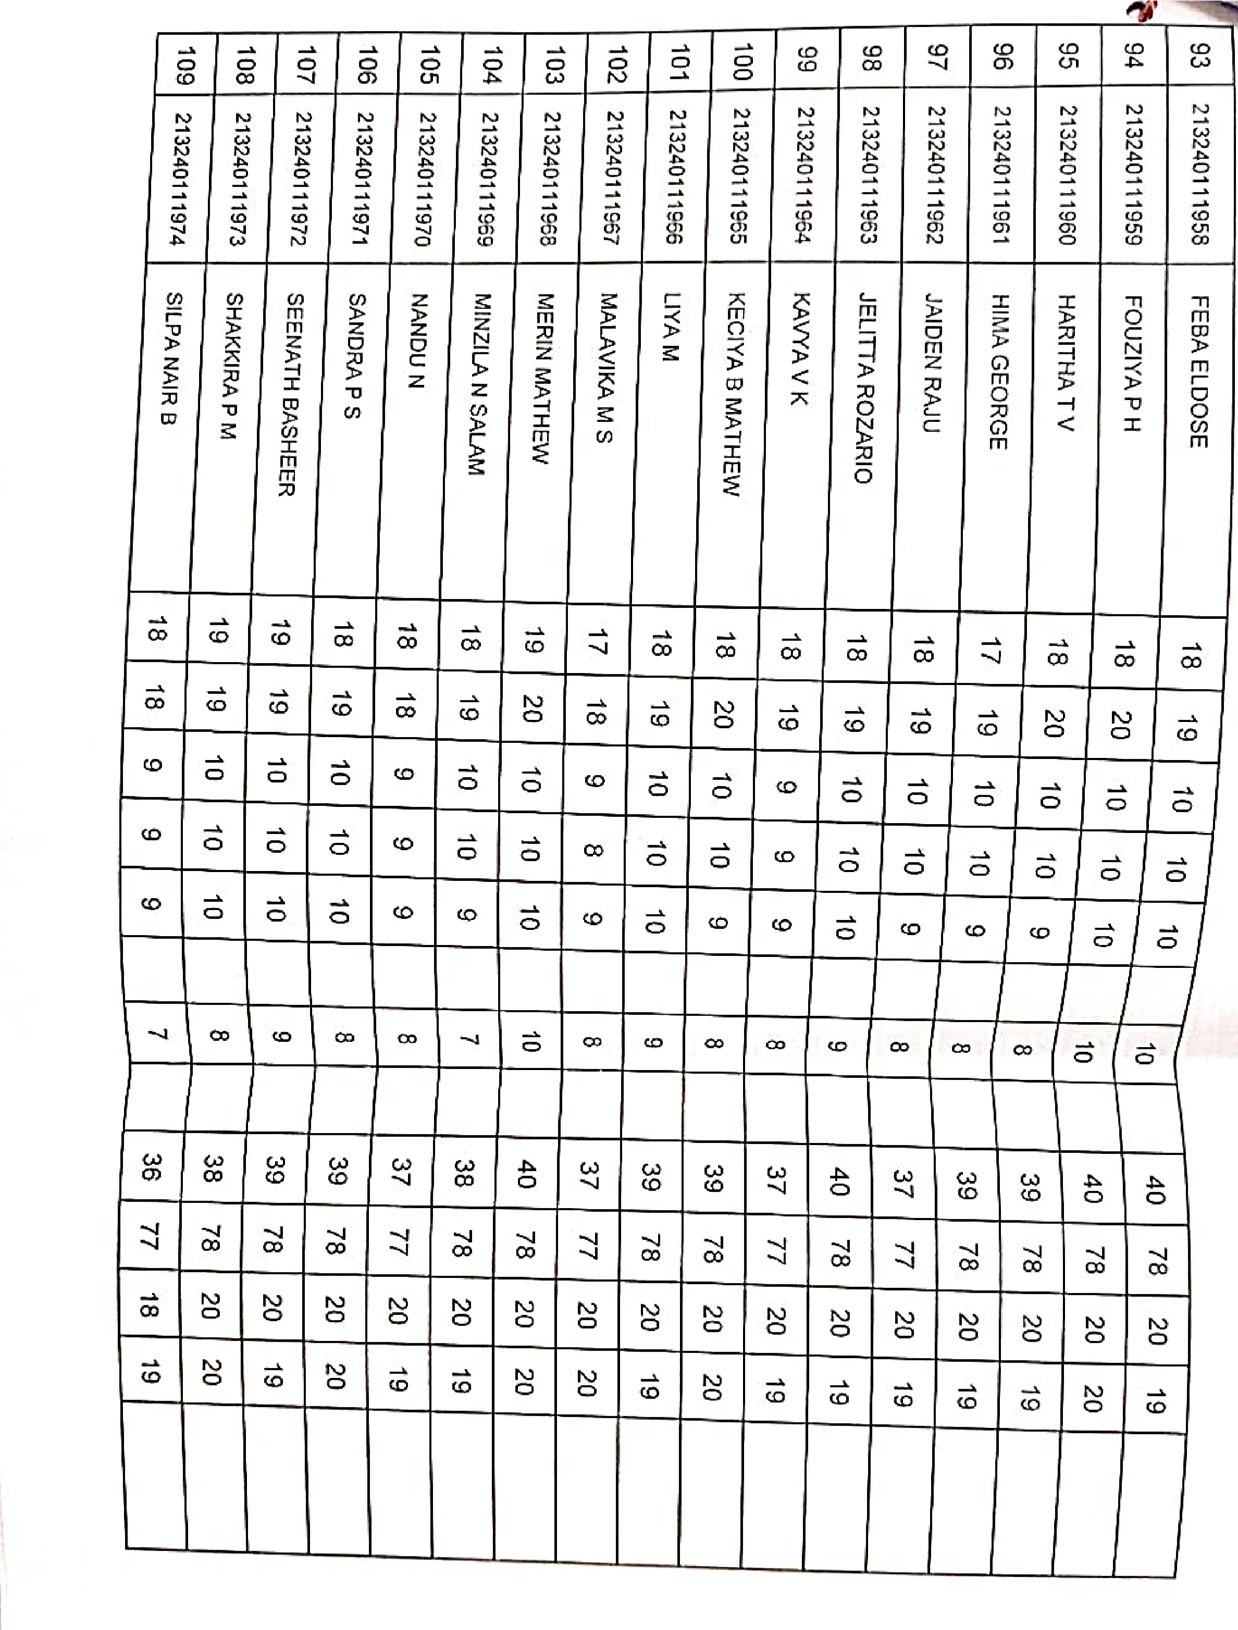 93 213240111958 FEBA ELDOSE 18 19 10 10 10 10 40 78 20 19
94 213240111959 FOUZIYA P H 18 20 10 10 10 10 40 78 20 20
95 213240111960 HARITHA T V 18 20 10 10 9 8 39 78 20 19
96 213240111961 HIMA GEORGE 17 19 10 10 9 8 39 78 20 19
97 213240111962 JAIDEN RAJU 18 19 10 10 9 8 37 77 20 19
98 213240111963 JELITTA ROZARIO 18 19 10 10 10 9 40 78 20 19
99 213240111964 KAVYA V K 18 19 9 9 9 8 37 77 20 19
100 213240111965 KECIYA B MATHEW 18 20 10 10 9 8 39 78 20 20
101 213240111966 LIYA M 18 19 10 10 10 9 39 78 20 19
102 213240111967 MALAVIKA M S 17 18 9 8 9 8 37 77 20 20
103 213240111968 MERIN MATHEW 19 20 10 10 10 10 40 78 20 20
104 213240111969 MINZILA N SALAM 18 19 10 10 9 7 38 78 20 19
105 213240111970 NANDU N 18 18 9 9 9 8 37 77 20 19
106 213240111971 SANDRA P S 18 19 10 10 10 8 39 78 20 20
107 213240111972 SEENATH BASHEER 19 19 10 10 10 9 39 78 20 19
108 213240111973 SHAKKIRA P M 19 19 10 10 10 8 38 78 20 20
109 213240111974 SILPA NAIR B 18 18 9 9 9 7 36 77 18 19